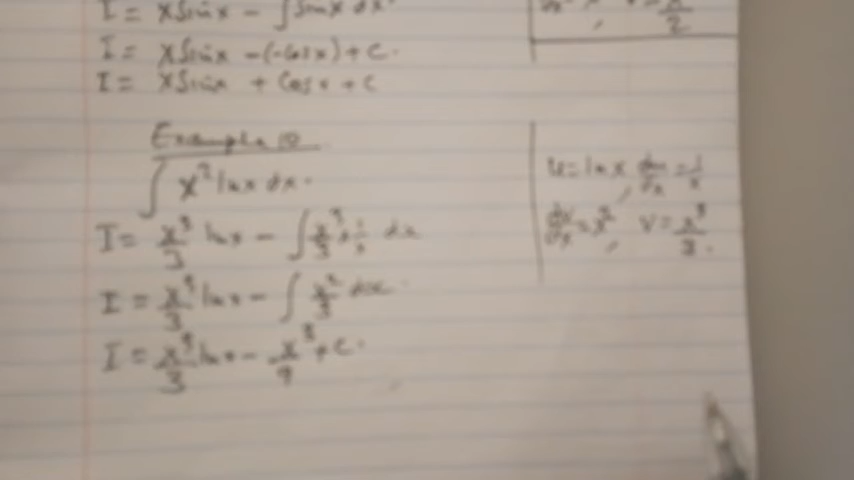 I = x sin x - ∫ sin x dx.
I = x sin x - (-cos x) + c.
I = x sin x + cos x + c
Example 10
∫ x² ln x dx.
I = x³/3 ln x - ∫ x³/3 × 1/x dx
I = x³/3 ln x - ∫ x²/3 dx.
I = x³/3 ln x - x³/9 + c.
u = ln x, du/dx = 1/x
dv/dx = x², v = x³/3.